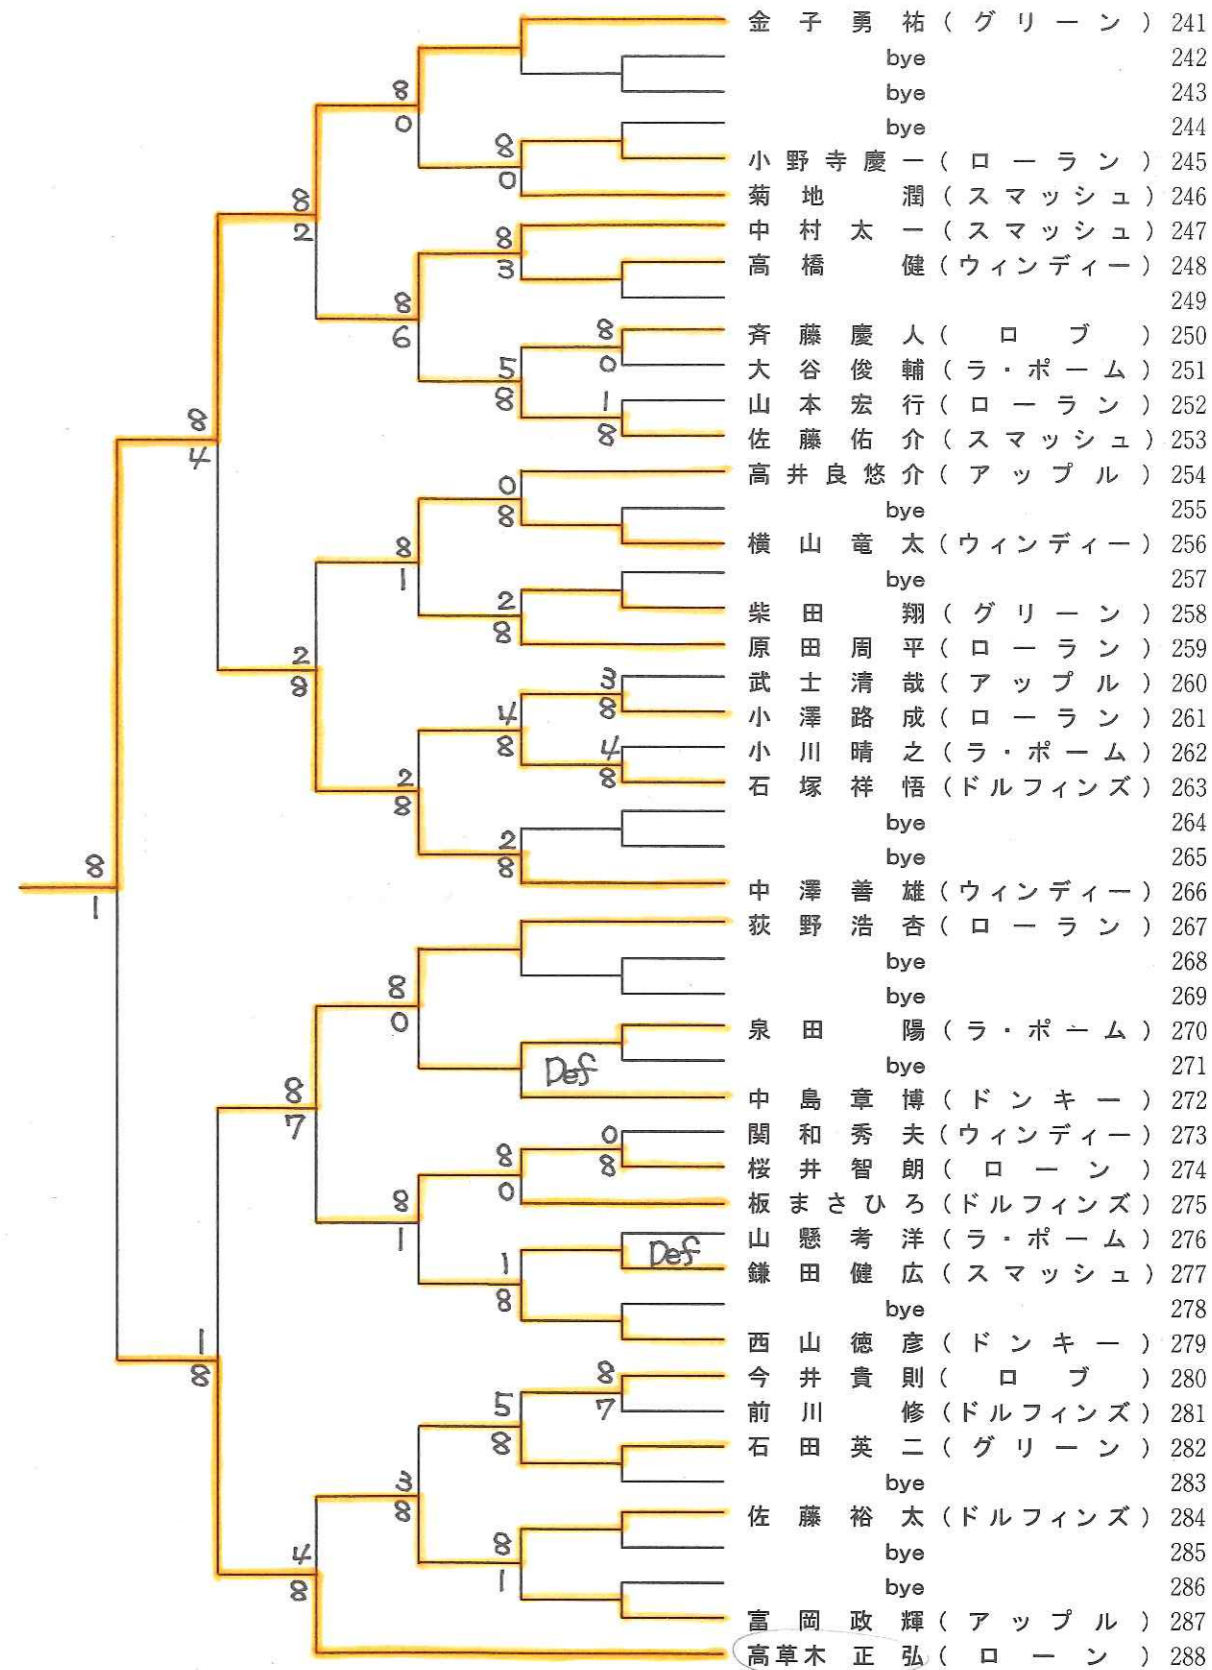 金子勇祐(グリーン) 241
bye 242
8 bye 243
0 bye 244
8 小野寺慶一(ローラン) 245
0 菊地潤(スマッシュ) 246
8 8 中村太一(スマッシュ) 247
2 3 高橋健(ウィンディー) 248
8 249
6 8 斉藤慶人(ロブ) 250
5 0 大谷俊輔(ラ・ポーム) 251
8 1 山本宏行(ローラン) 252
8 8 佐藤佑介(スマッシュ) 253
4 0 高井良悠介(アップル) 254
8 bye 255
8 横山竜太(ウィンディー) 256
1 bye 257
2 柴田翔(グリーン) 258
8 原田周平(ローラン) 259
2 3 武士清哉(アップル) 260
8 4 8 小澤路成(ローラン) 261
8 4 小川晴之(ラ・ポーム) 262
2 8 石塚祥悟(ドルフィンズ) 263
8 bye 264
8 2 bye 265
1 8 中澤善雄(ウィンディー) 266
荻野浩杏(ローラン) 267
bye 268
8 bye 269
0 泉田陽(ラ・ポーム) 270
Def bye 271
8 中島章博(ドンキー) 272
7 0 関和秀夫(ウィンディー) 273
8 8 桜井智朗(ローン) 274
8 0 板まさひろ(ドルフィンズ) 275
1 山懸考洋(ラ・ポーム) 276
1 Def 鎌田健広(スマッシュ) 277
8 bye 278
1 西山徳彦(ドンキー) 279
8 8 今井貴則(ロブ) 280
5 7 前川修(ドルフィンズ) 281
8 石田英二(グリーン) 282
3 bye 283
8 佐藤裕太(ドルフィンズ) 284
4 8 bye 285
8 1 bye 286
富岡政輝(アップル) 287
高草木正弘(ローン) 288